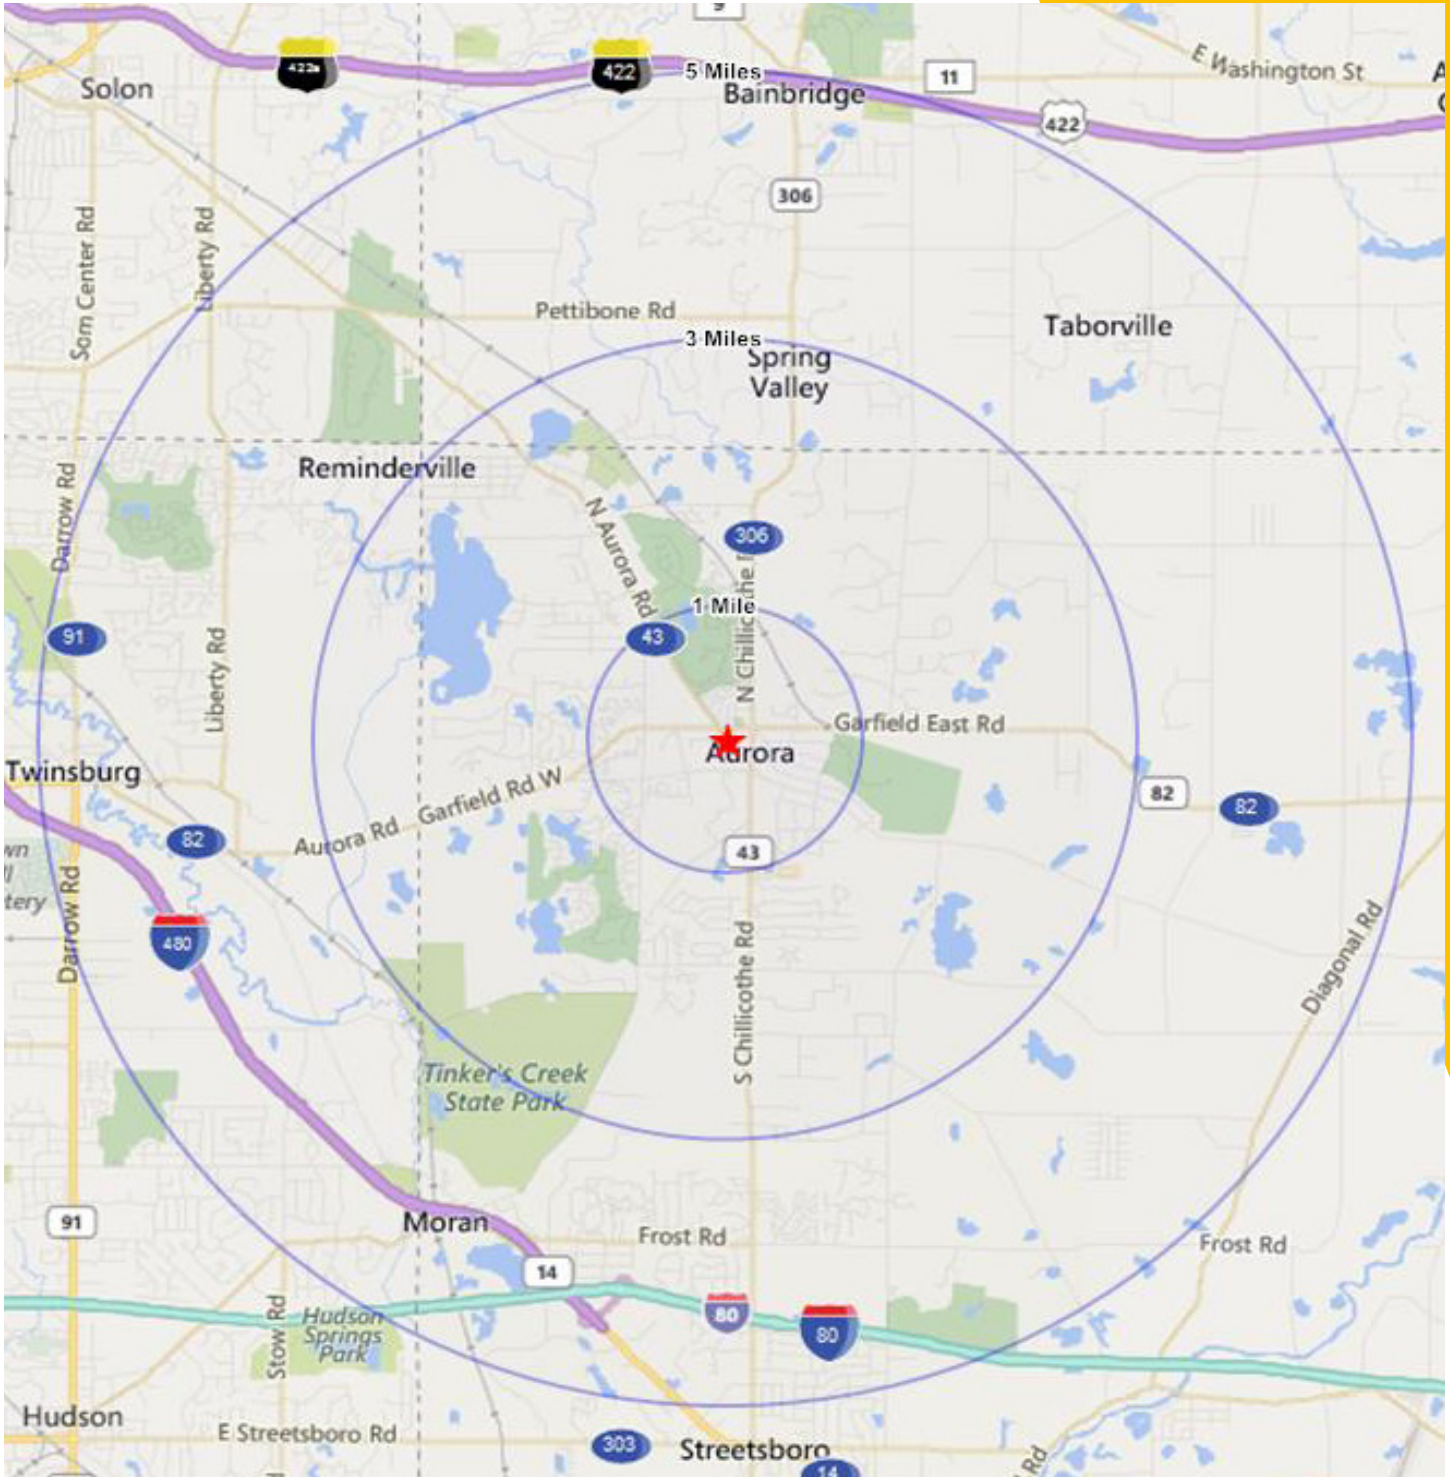 9
E Washington St
Solon
422a
422
5 Miles
Bainbridge
11
422
306
Som Center Rd
Liberty Rd
Pettibone Rd
3 Miles
Spring
Valley
Taborville
Reminderville
Darrow Rd
N Aurora Rd
306
1 Mile
N Chillicothe
43
91
Liberty Rd
Garfield East Rd
Aurora
Twinsburg
Garfield Rd W
Aurora Rd
82
82
82
43
Darrow Rd
480
S Chillicothe Rd
Diagonal Rd
Tinker's Creek
State Park
91
Moran
Frost Rd
Frost Rd
14
80
80
Stow Rd
Hudson
Springs
Park
Hudson
E Streetsboro Rd
303
Streetsboro
14
Rd